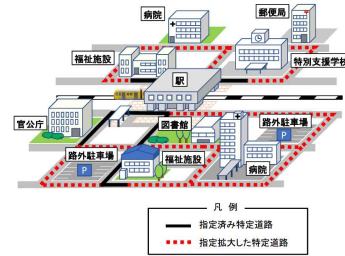 病院
郵便局
福祉施設
特別支援学校
駅
官公庁
図書館
路外駐車場
路外駐車場
福祉施設
病院
P
P
凡 例
指定済み特定道路
指定拡大した特定道路